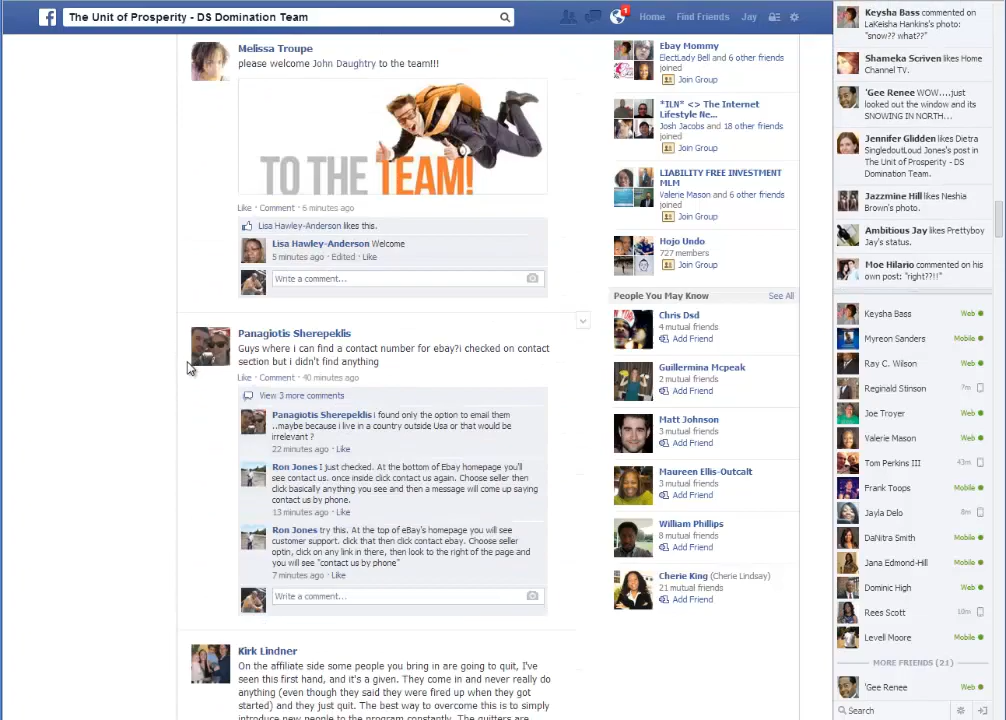 The Unit of Prosperity - DS Domination Team
1
Home
Find Friends
Jay
Melissa Troupe
please welcome John Daughtry to the team!!!
TO THE TEAM!
Like · Comment · 6 minutes ago
Lisa Hawley-Anderson likes this.
Lisa Hawley-Anderson Welcome
5 minutes ago · Edited · Like
Write a comment...
Panagiotis Sherepeklis
Guys where i can find a contact number for ebay?i checked on contact
section but i didn't find anything
Like · Comment · 40 minutes ago
View 3 more comments
Panagiotis Sherepeklis i found only the option to email them
..maybe because i live in a country outside Usa or that would be
irrelevant ?
22 minutes ago · Like
Ron Jones I just checked. At the bottom of Ebay homepage you'll
see contact us. once inside click contact us again. Choose seller then
click basically anything you see and then a message will come up saying
contact us by phone.
13 minutes ago · Like
Ron Jones try this. At the top of eBay's homepage you will see
customer support. click that then click contact ebay. Choose seller
optin, click on any link in there, then look to the right of the page and
you will see "contact us by phone"
7 minutes ago · Like
Write a comment...
Kirk Lindner
On the affiliate side some people you bring in are going to quit, I've
seen this first hand, and it's a given. They come in and never really do
anything (even though they said they were fired up when they got
started) and they just quit. The best way to overcome this is to simply
introduce new people to the program constantly. The quitters are
Ebay Mommy
ElectLady Bell and 6 other friends
joined
Join Group
*ILN* <> The Internet
Lifestyle Ne...
Josh Jacobs and 18 other friends
joined
Join Group
LIABILITY FREE INVESTMENT
MLM
Valerie Mason and 6 other friends
joined
Join Group
Hojo Undo
727 members
Join Group
People You May Know
See All
Chris Dsd
4 mutual friends
Add Friend
Guillermina Mcpeak
2 mutual friends
Add Friend
Matt Johnson
3 mutual friends
Add Friend
Maureen Ellis-Outcalt
3 mutual friends
Add Friend
William Phillips
8 mutual friends
Add Friend
Cherie King (Cherie Lindsay)
21 mutual friends
Add Friend
Keysha Bass commented on
LaKeisha Hankins's photo:
"snow?? what??"
Shameka Scriven likes Home
Channel TV.
'Gee Renee WOW....just
looked out the window and its
SNOWING IN NORTH...
Jennifer Glidden likes Dietra
SingledoutLoud Jones's post in
The Unit of Prosperity - DS
Domination Team.
Jazzmine Hill likes Neshia
Brown's photo.
Ambitious Jay likes Prettyboy
Jay's status.
Moe Hilario commented on his
own post: "right??!!"
Keysha Bass Web
Myreon Sanders Mobile
Ray C. Wilson Web
Reginald Stinson 7m
Joe Troyer Web
Valerie Mason Web
Tom Perkins III 43m
Frank Toops Mobile
Jayla Delo 8m
DaNitra Smith Mobile
Jana Edmond-Hill Mobile
Dominic High Web
Rees Scott 10m
Levell Moore Mobile
MORE FRIENDS (21)
'Gee Renee Web
Search